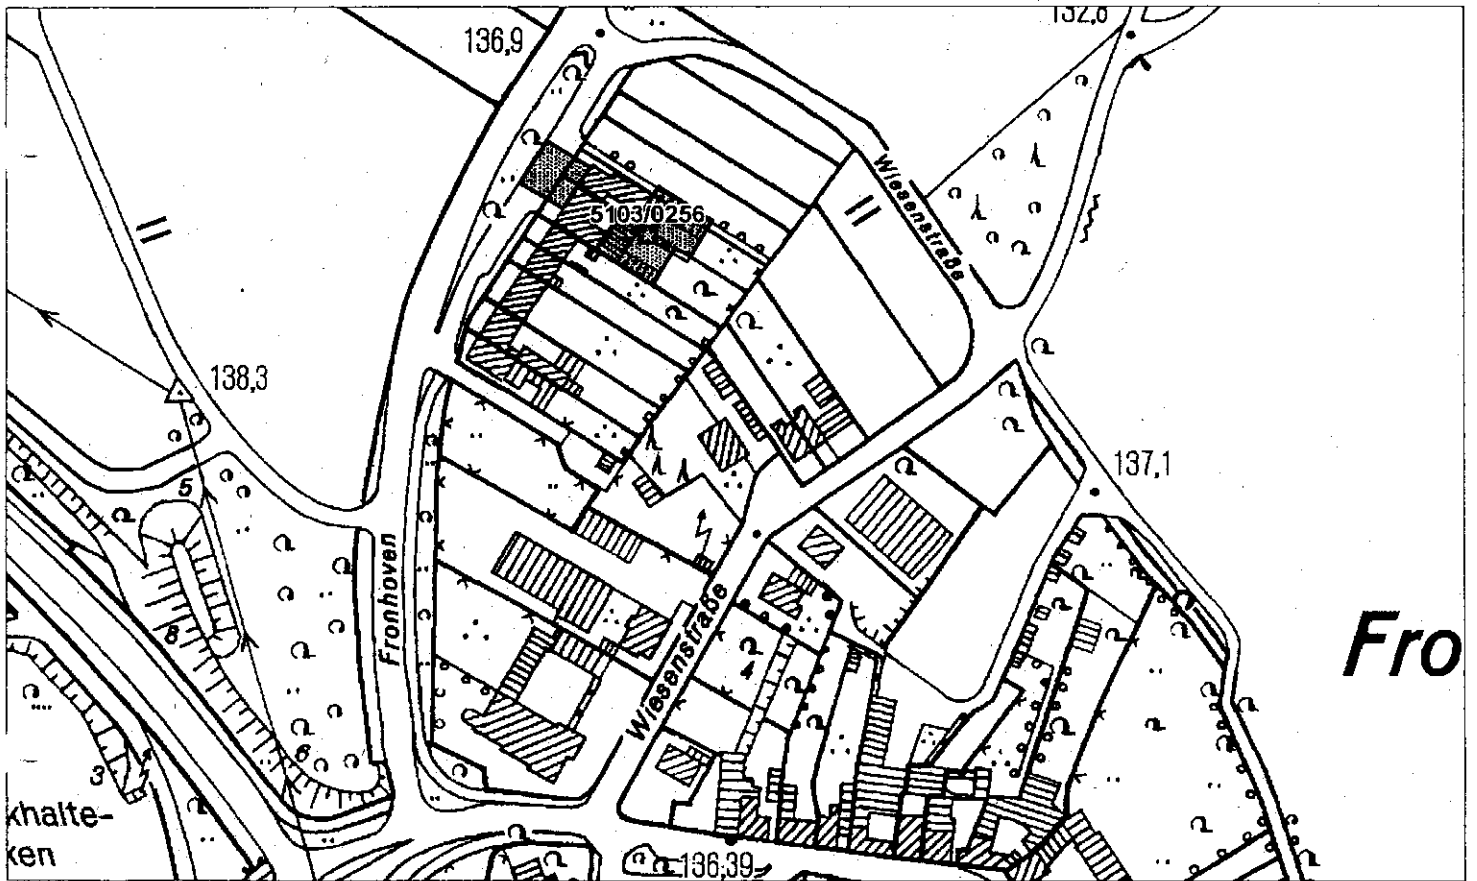 132,8
136,9
Wiesenstraße
5103/0256
138,3
137,1
5
Fronhoven
8
Wiesenstraße
4
Fro
6
3
khalte-
ken
136,39